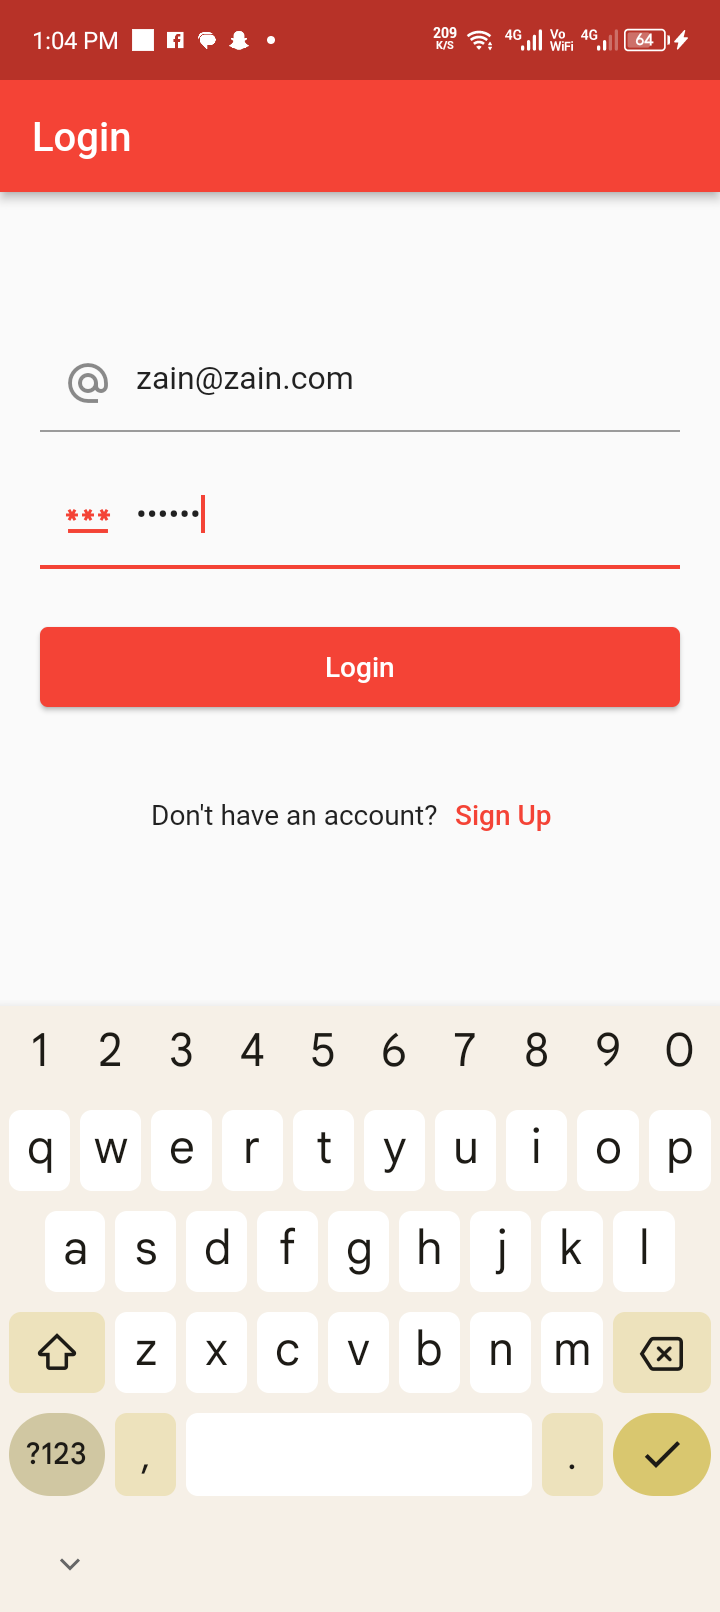 1:04 PM 209 K/S 4G Vo WiFi 4G 64
Login
zain@zain.com
••••••
Login
Don't have an account? Sign Up
1 2 3 4 5 6 7 8 9 0
q w e r t y u i o p
a s d f g h j k l
z x c v b n m
?123 , .